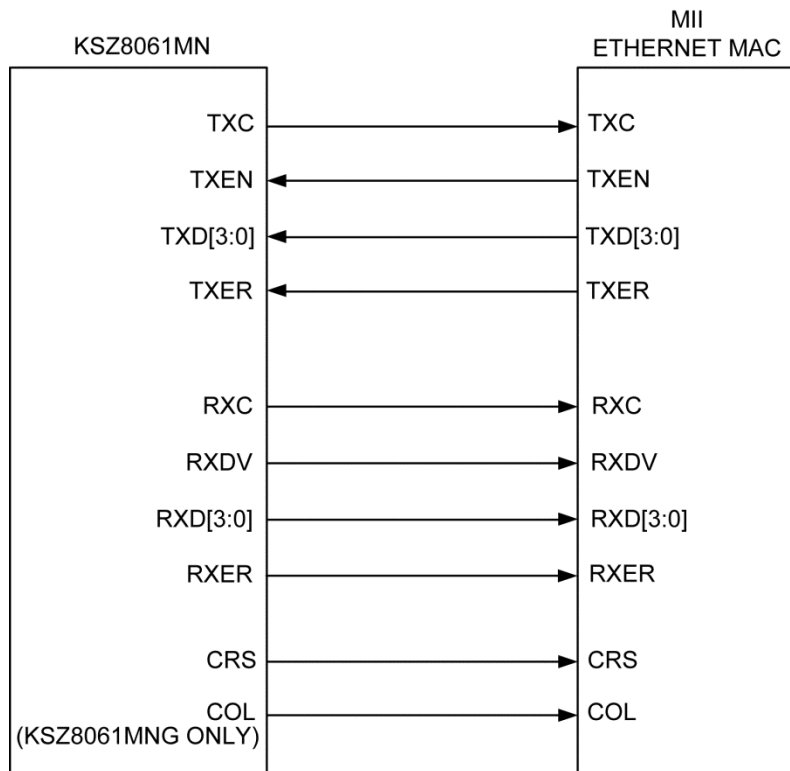 KSZ8061MN
MII
ETHERNET MAC
TXC TXC
TXEN TXEN
TXD[3:0] TXD[3:0]
TXER TXER
RXC RXC
RXDV RXDV
RXD[3:0] RXD[3:0]
RXER RXER
CRS CRS
COL COL
(KSZ8061MNG ONLY)